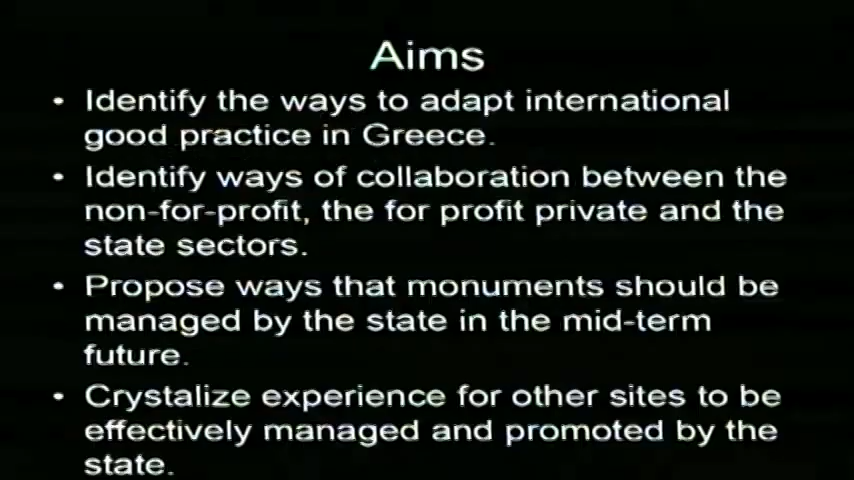 Aims
• Identify the ways to adapt international
good practice in Greece.
• Identify ways of collaboration between the
non-for-profit, the for profit private and the
state sectors.
• Propose ways that monuments should be
managed by the state in the mid-term
future.
• Crystalize experience for other sites to be
effectively managed and promoted by the
state.